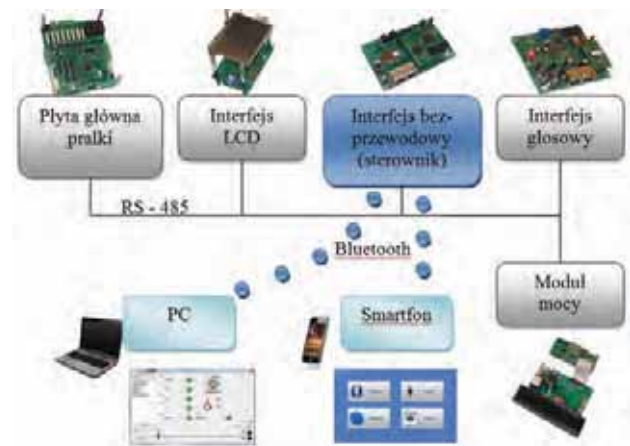 Płyta główna
pralki
Interfejs
LCD
Interfejs bez-
przewodowy
(sterownik)
Interfejs
głosowy
RS - 485
Bluetooth
PC
Smartfon
Moduł
mocy